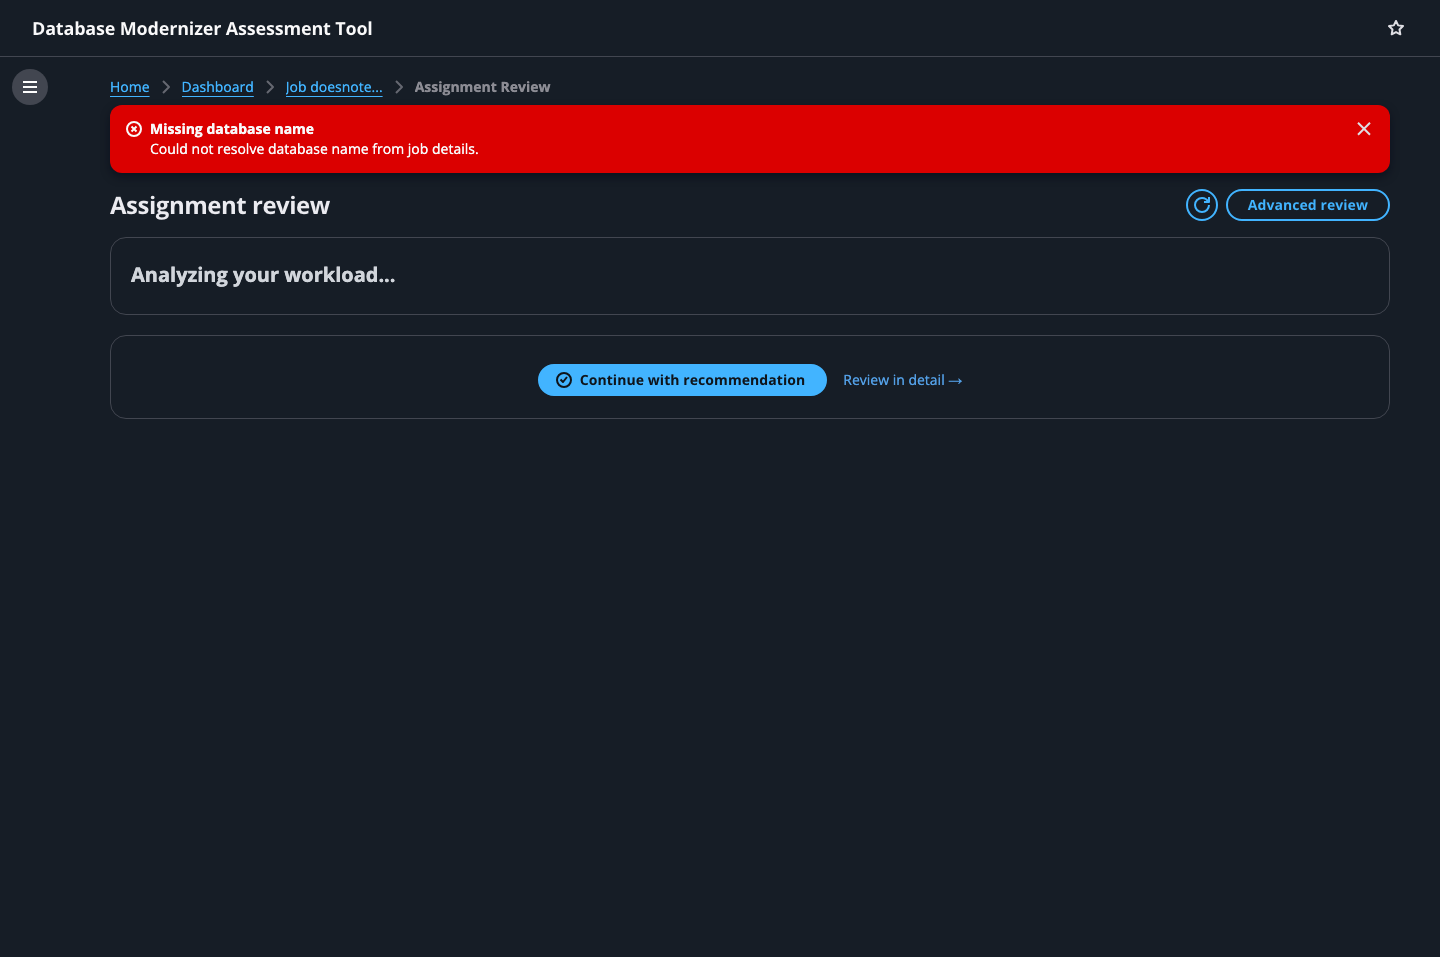 Database Modernizer Assessment Tool
Home > Dashboard > Job doesnote... > Assignment Review
Missing database name
Could not resolve database name from job details.
Assignment review
Advanced review
Analyzing your workload...
Continue with recommendation
Review in detail →